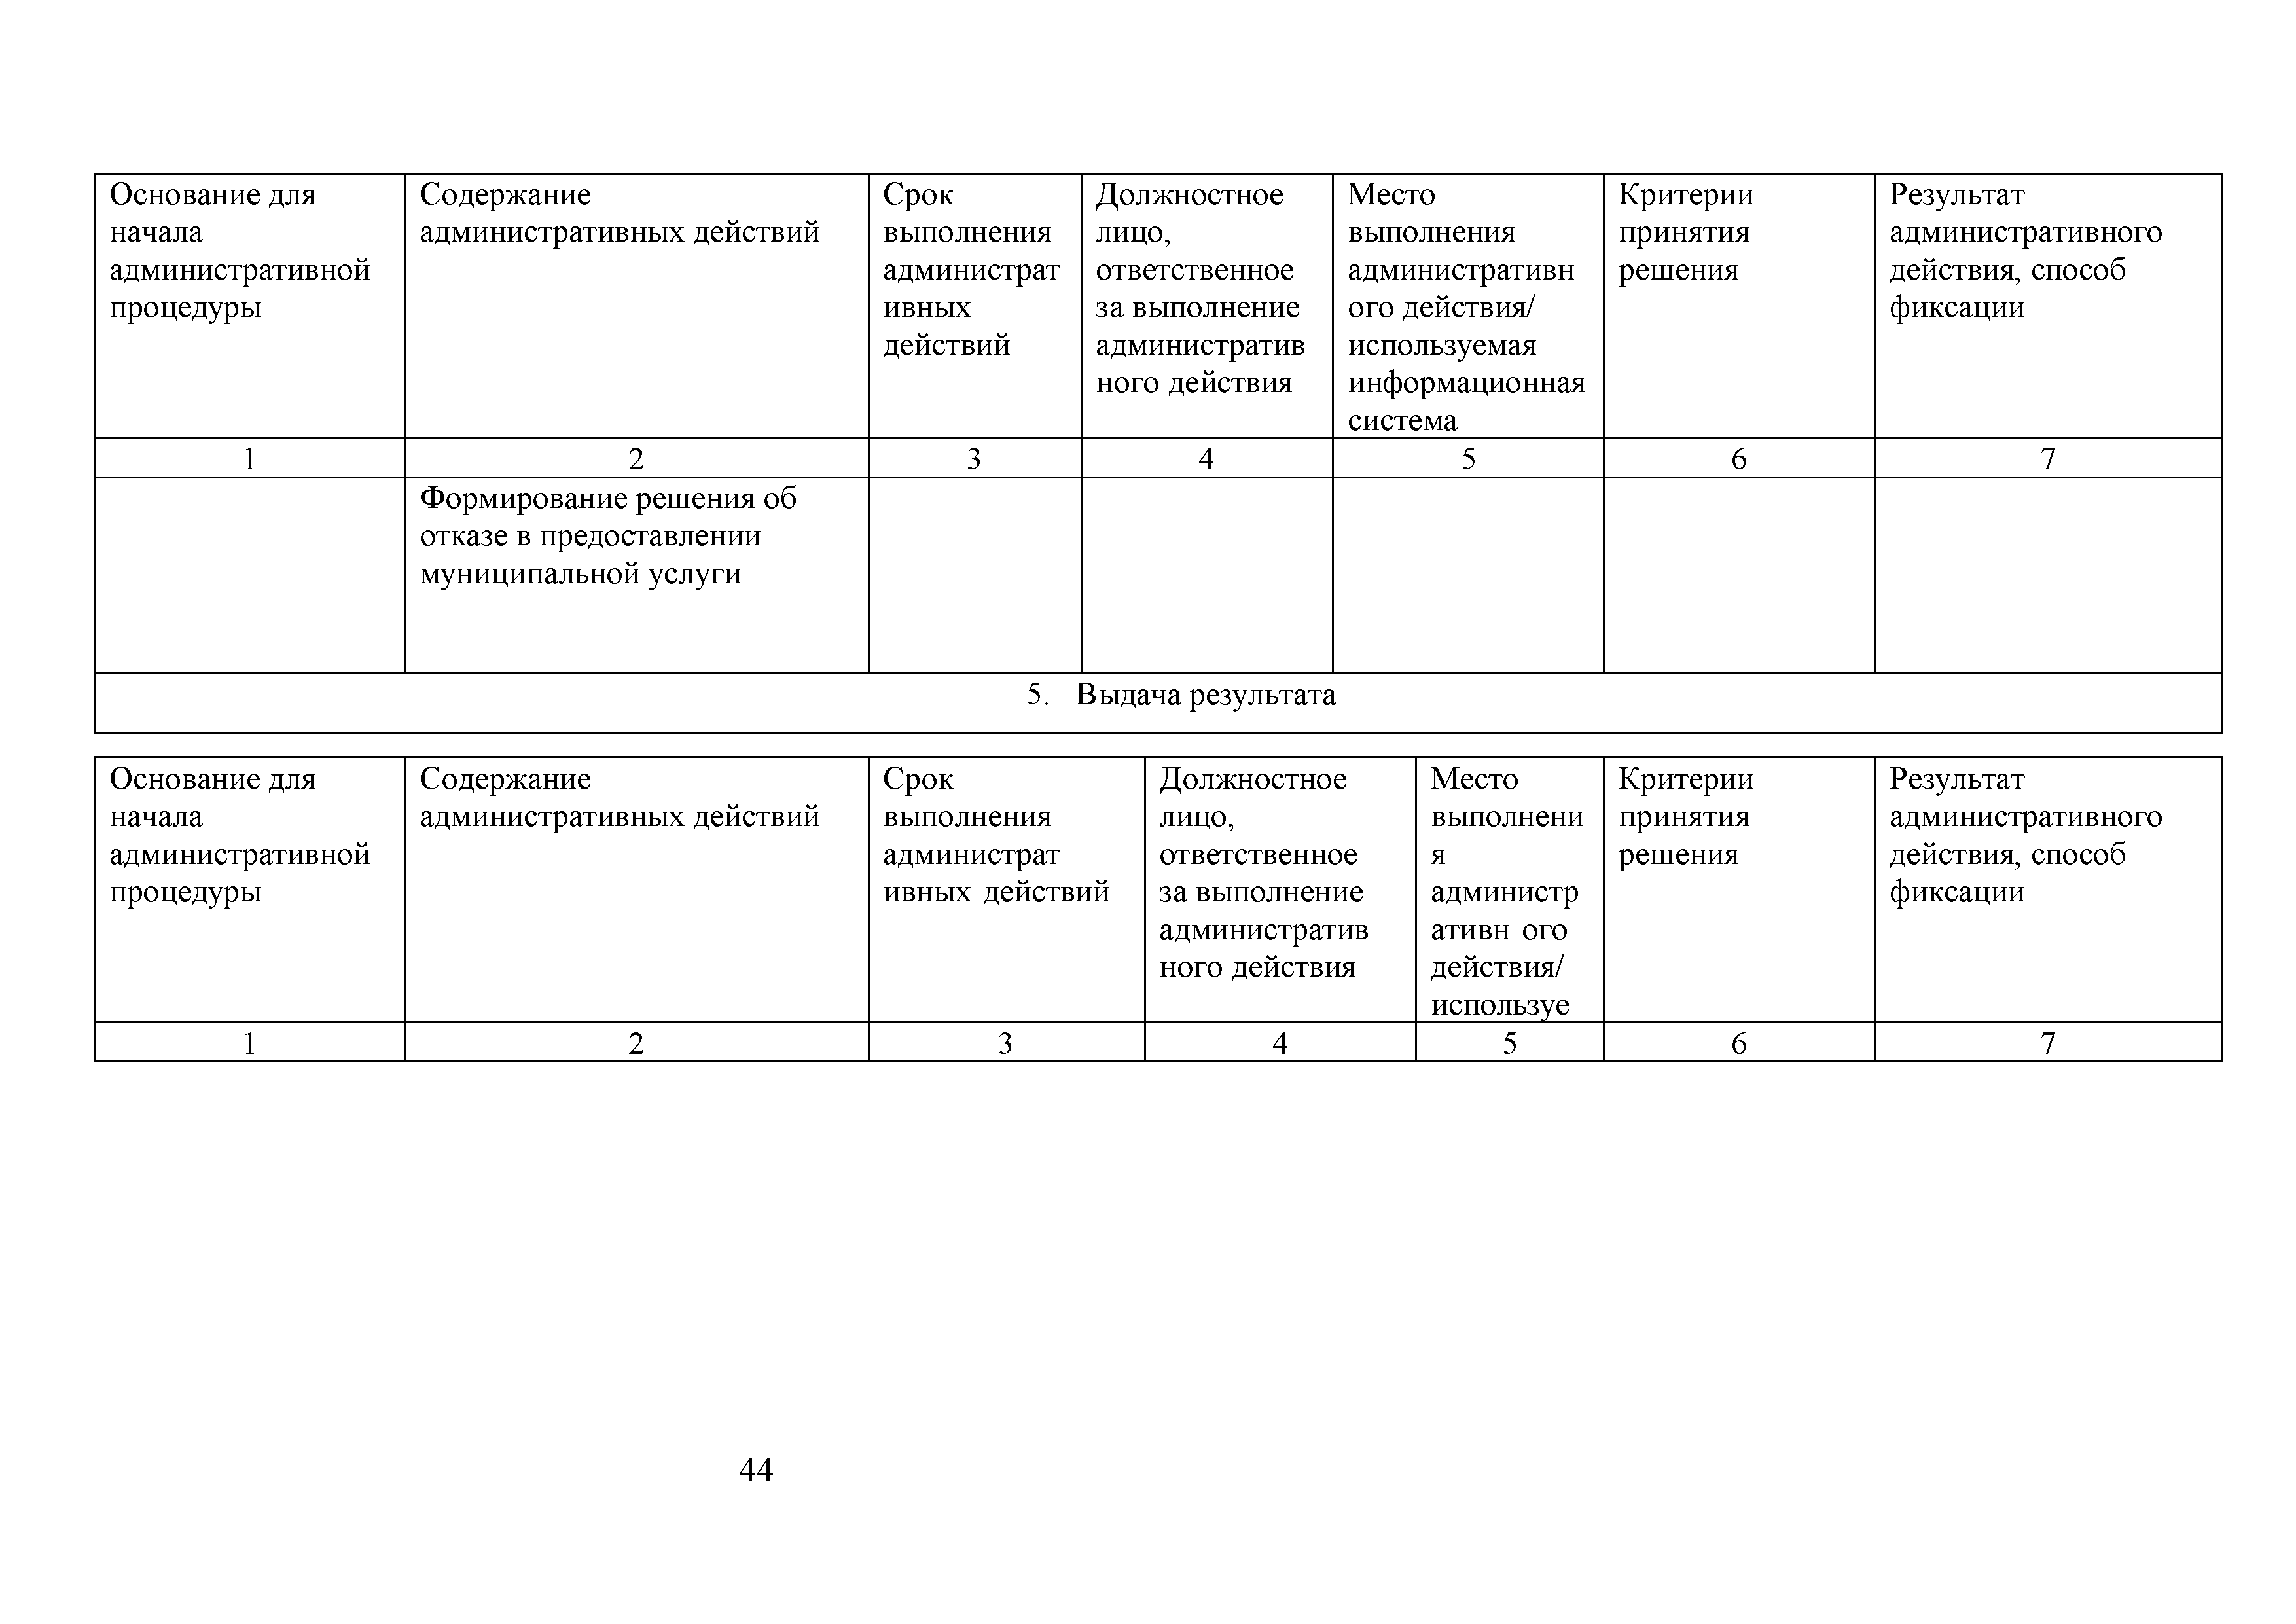 Основание для
начала
административной
процедуры
Содержание
административных действий
Срок
выполнения
администрат
ивных
действий
Должностное
лицо,
ответственное
за выполнение
административ
ного действия
Место
выполнения
административн
ого действия/
используемая
информационная
система
Критерии
принятия
решения
Результат
административного
действия, способ
фиксации
1 2 3 4 5 6 7
Формирование решения об
отказе в предоставлении
муниципальной услуги
5. Выдача результата
Основание для
начала
административной
процедуры
Содержание
административных действий
Срок
выполнения
администрат
ивных действий
Должностное
лицо,
ответственное
за выполнение
административ
ного действия
Место
выполнени
я
администр
ативн ого
действия/
используе
Критерии
принятия
решения
Результат
административного
действия, способ
фиксации
1 2 3 4 5 6 7
44